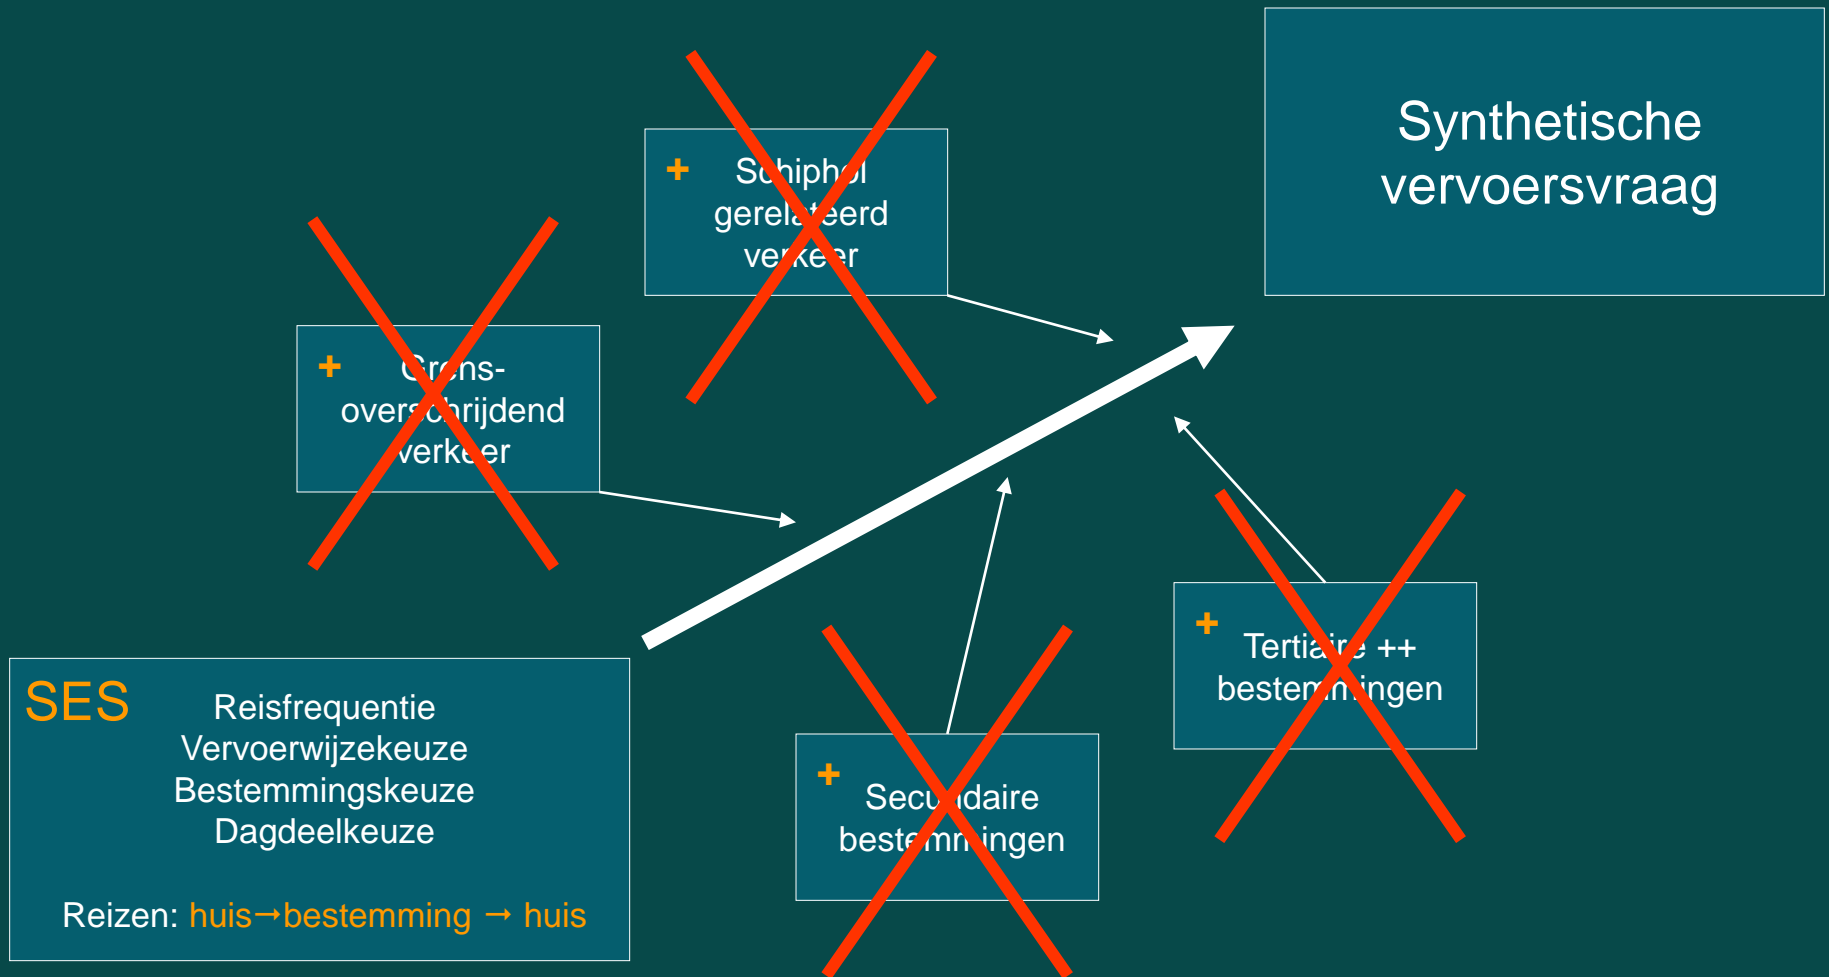 Synthetische
vervoersvraag
+ Schiphol
gerelateerd
verkeer
+ Grens-
overschrijdend
verkeer
+ Tertiaire ++
bestemmingen
+ Secundaire
bestemmingen
SES
Reisfrequentie
Vervoerwijzekeuze
Bestemmingskeuze
Dagdeelkeuze
Reizen: huis→bestemming → huis